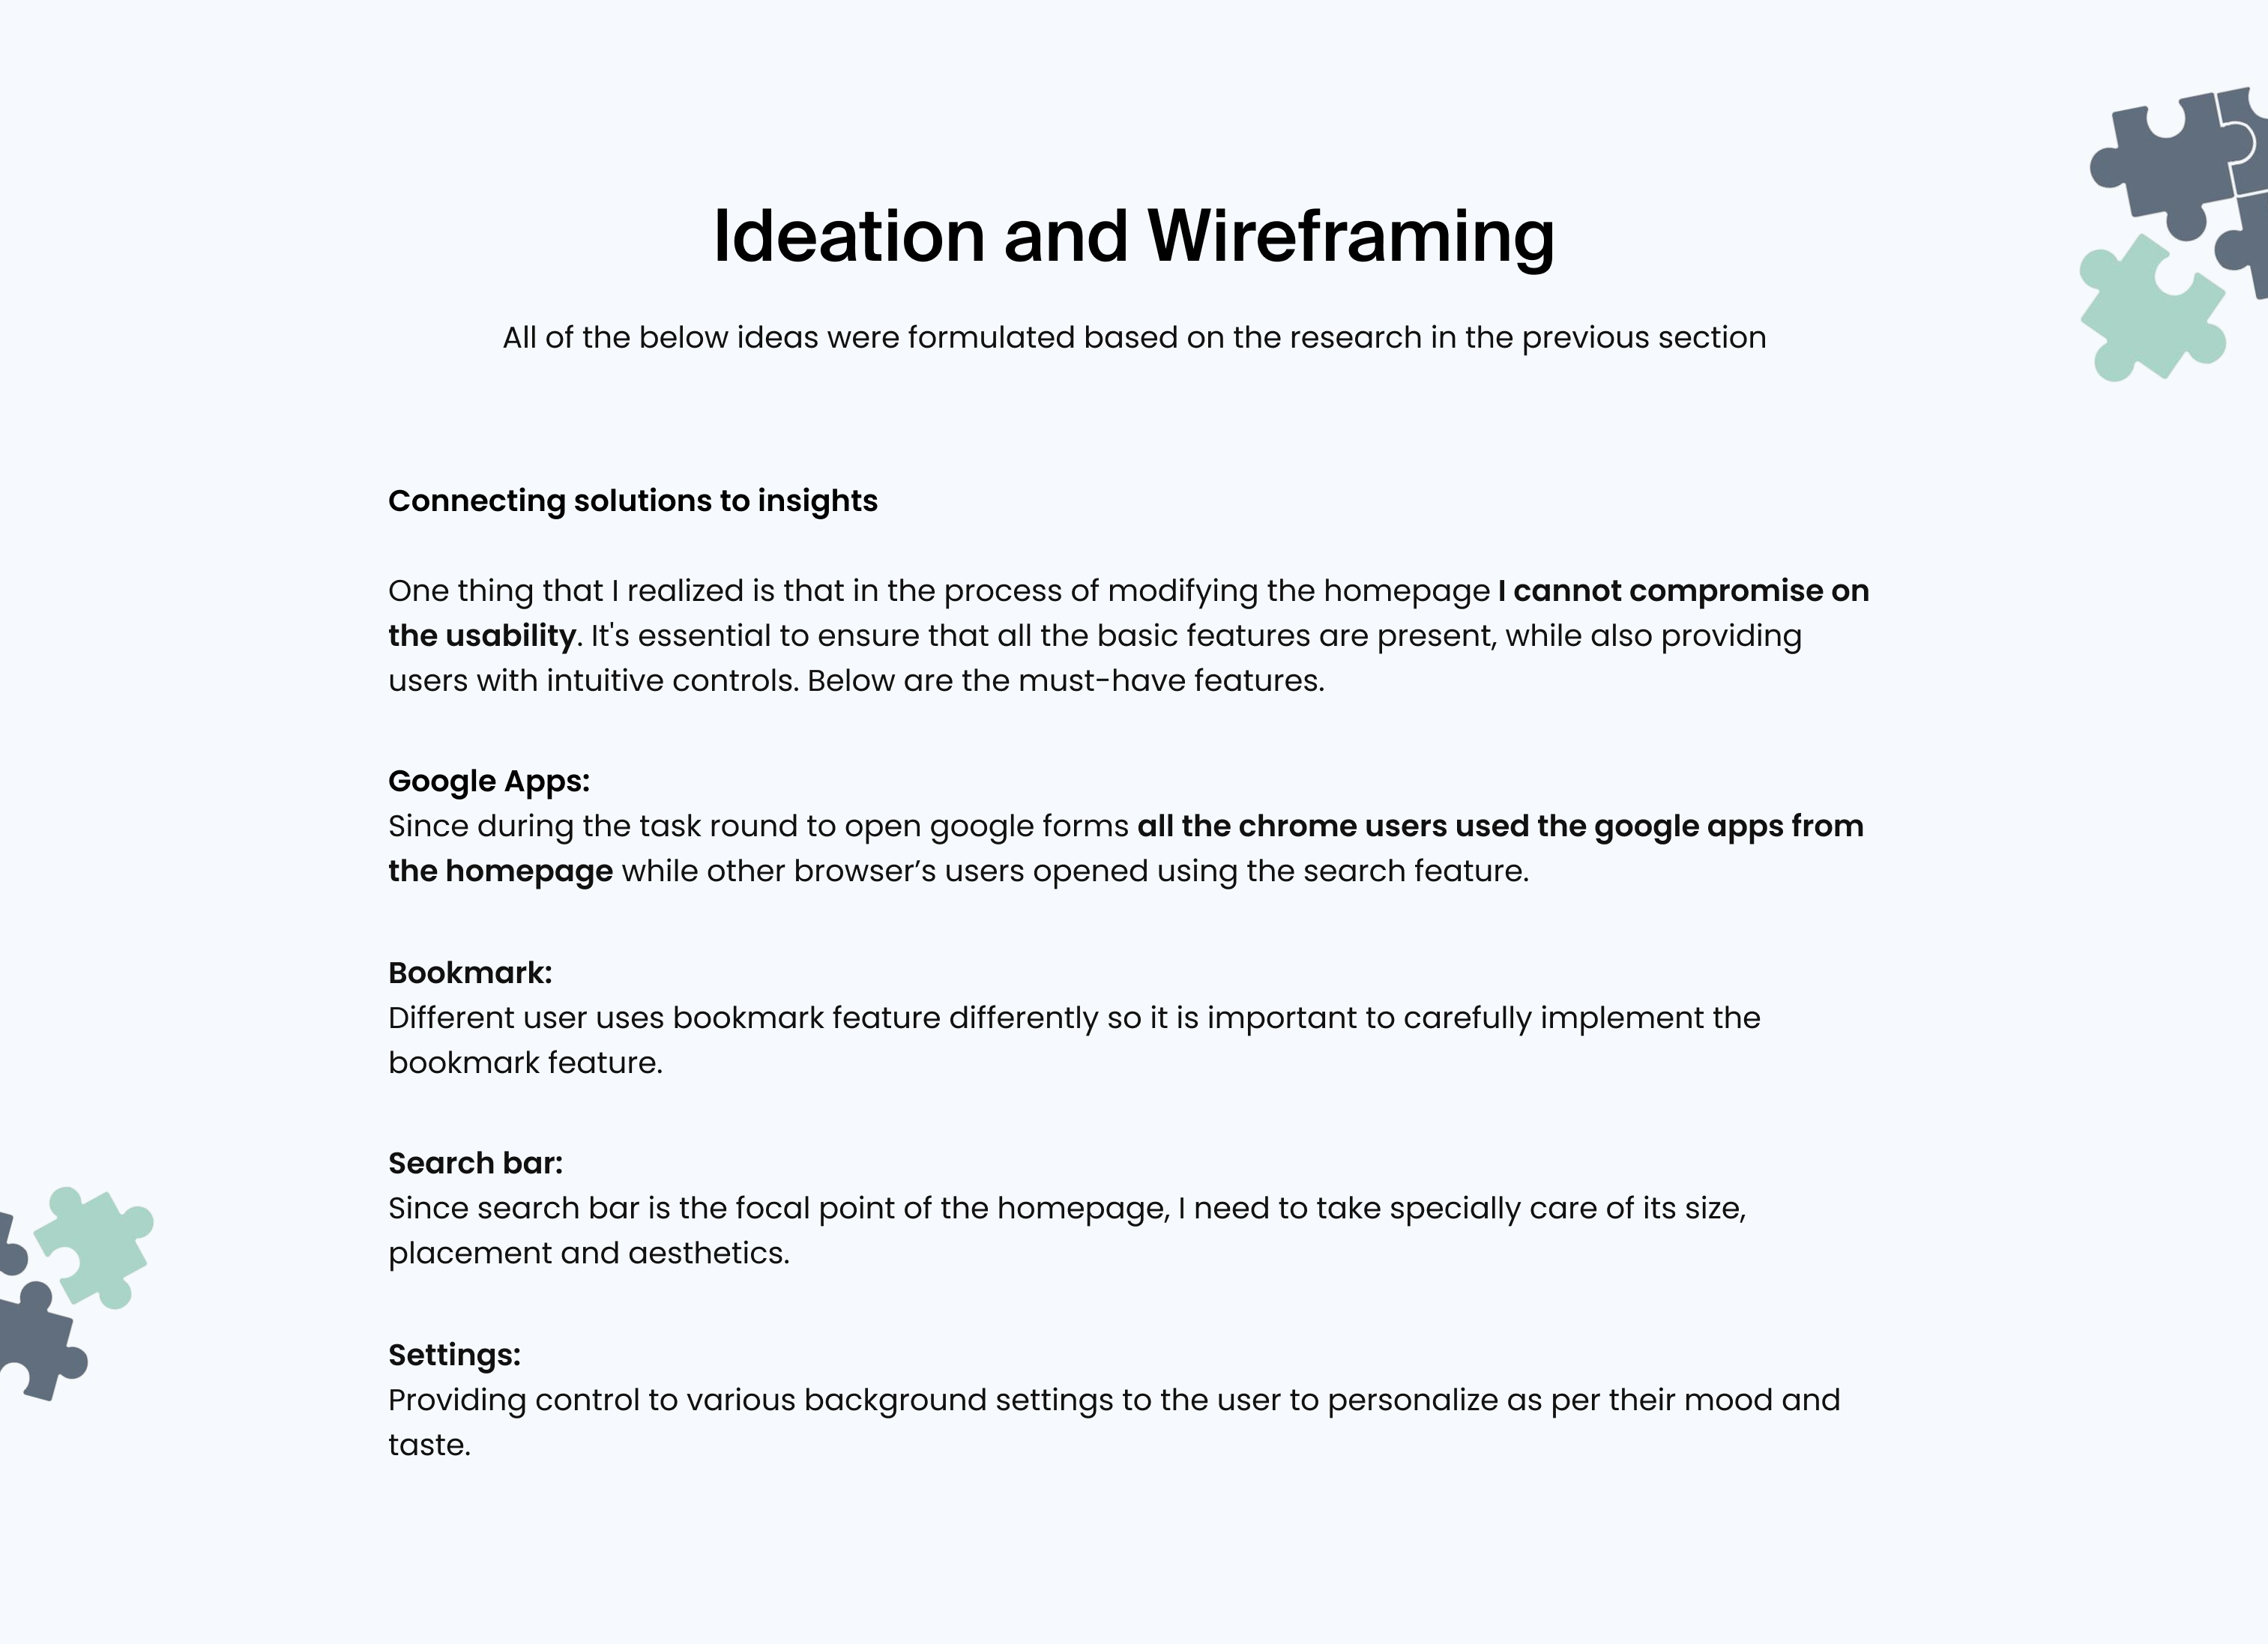 Ideation and Wireframing
All of the below ideas were formulated based on the research in the previous section
Connecting solutions to insights
One thing that I realized is that in the process of modifying the homepage I cannot compromise on
the usability. It's essential to ensure that all the basic features are present, while also providing
users with intuitive controls. Below are the must-have features.
Google Apps:
Since during the task round to open google forms all the chrome users used the google apps from
the homepage while other browser’s users opened using the search feature.
Bookmark:
Different user uses bookmark feature differently so it is important to carefully implement the
bookmark feature.
Search bar:
Since search bar is the focal point of the homepage, I need to take specially care of its size,
placement and aesthetics.
Settings:
Providing control to various background settings to the user to personalize as per their mood and
taste.